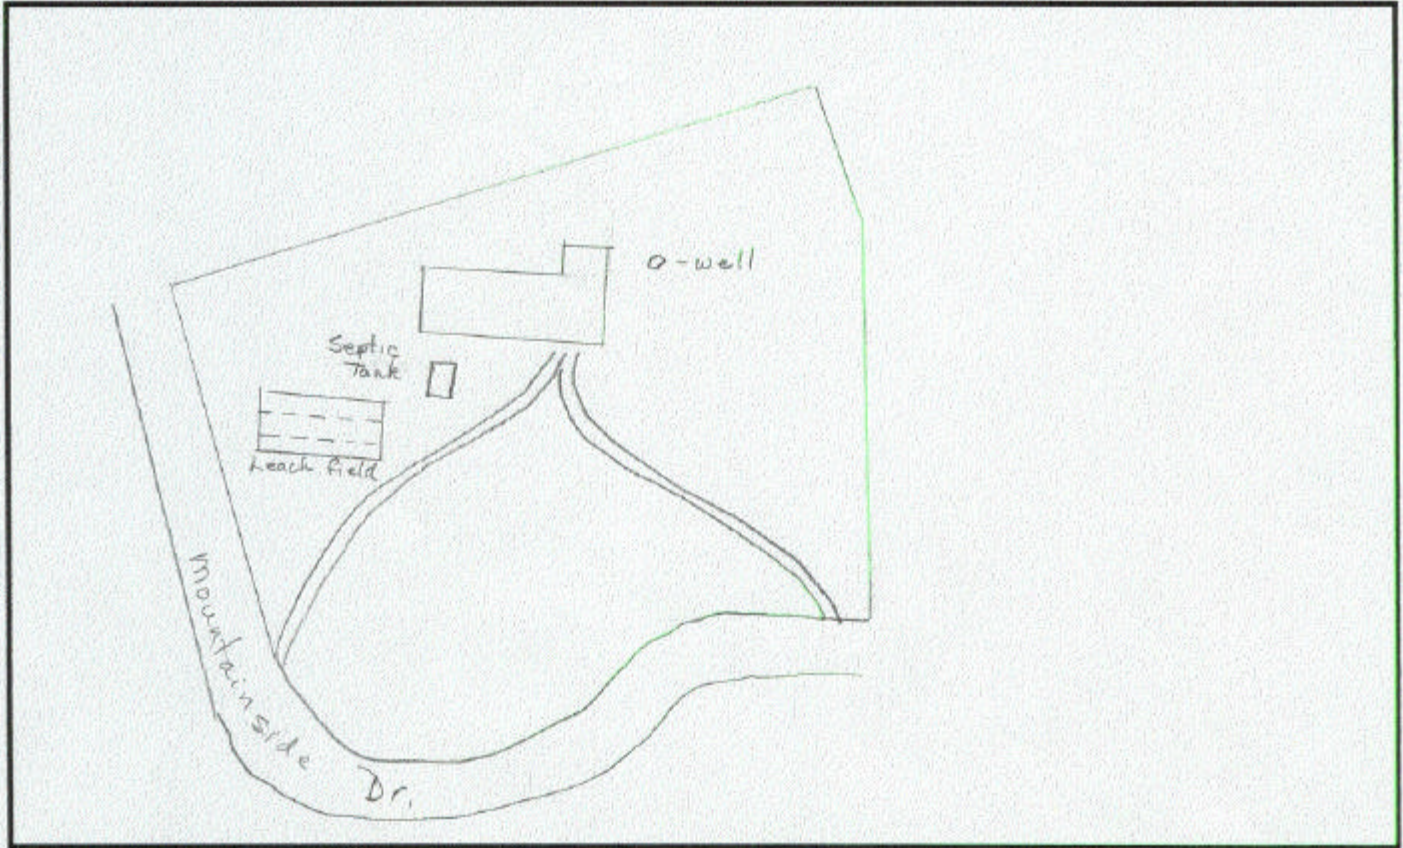 o-well
Septic
Tank
Leach field
Mountainside
Dr.